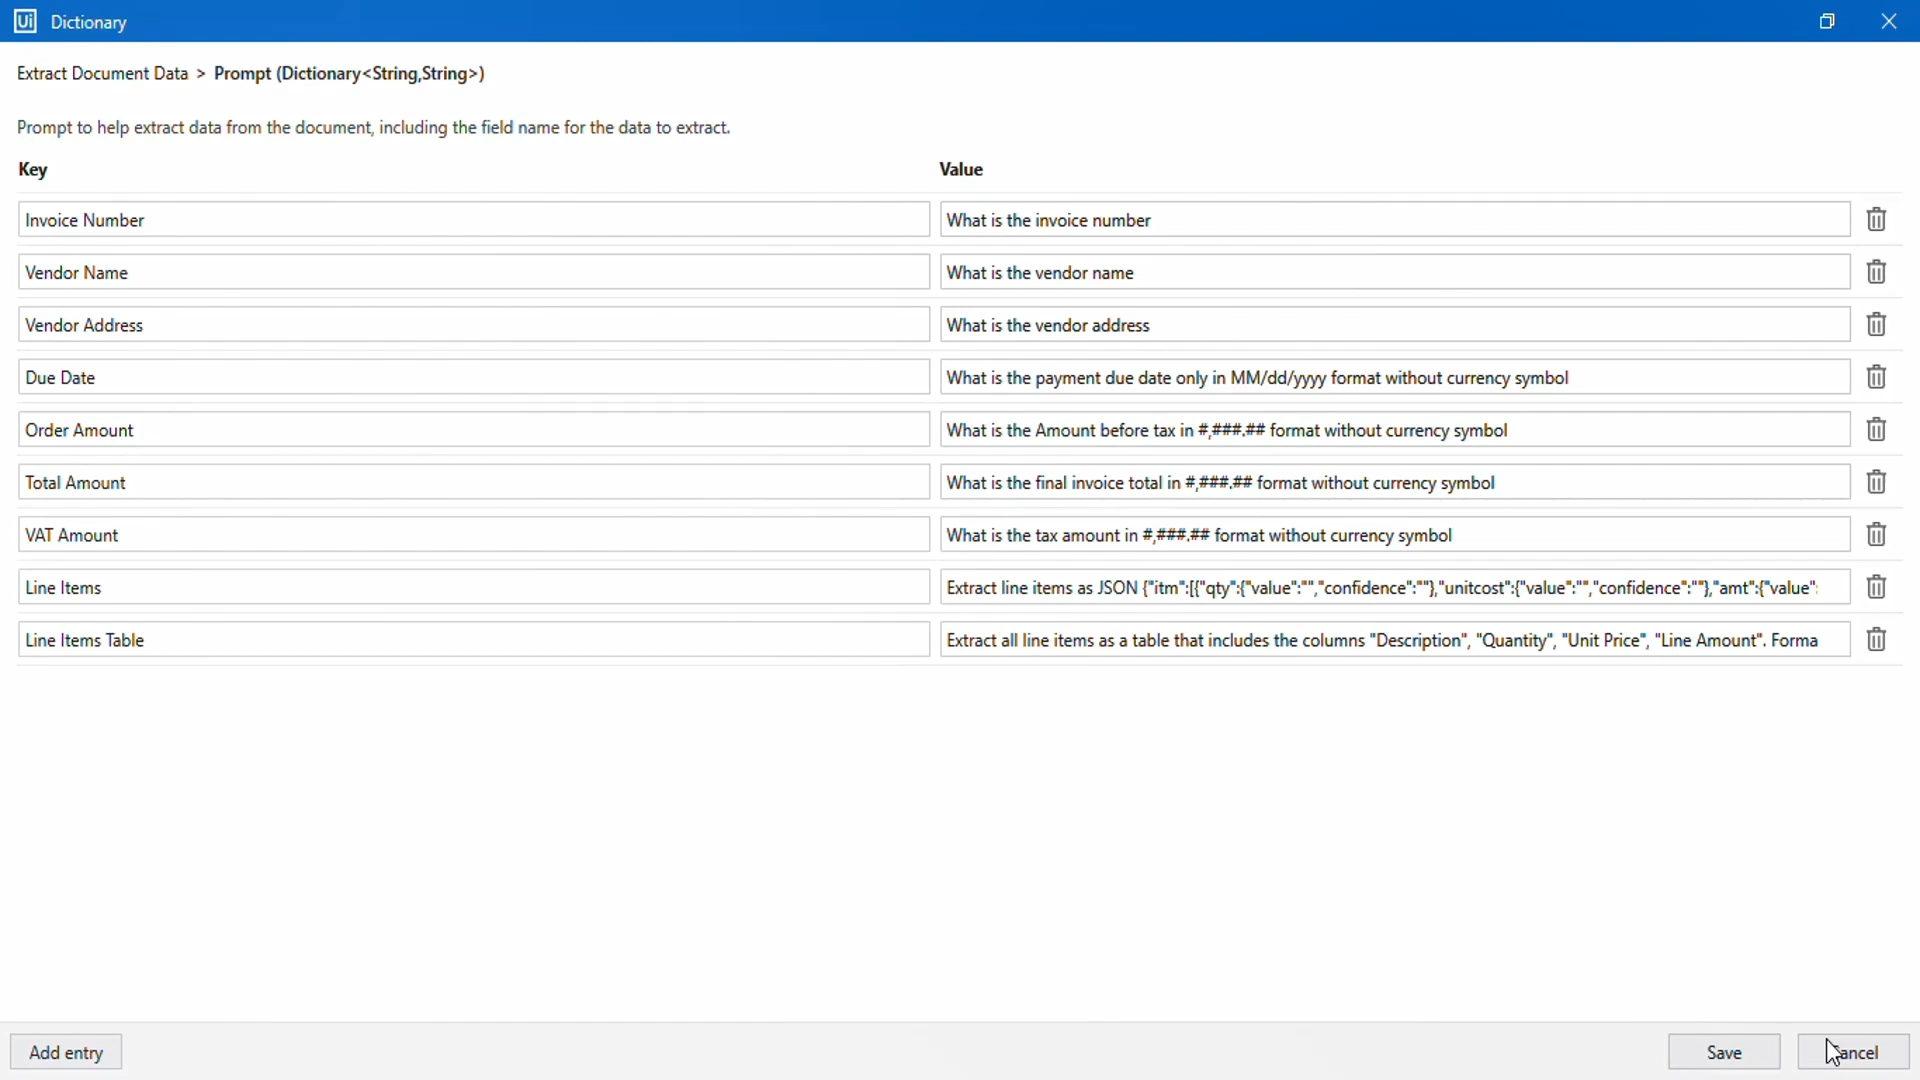 Ui Dictionary
Extract Document Data > Prompt (Dictionary<String,String>)
Prompt to help extract data from the document, including the field name for the data to extract.
Key Value
Invoice Number What is the invoice number
Vendor Name What is the vendor name
Vendor Address What is the vendor address
Due Date What is the payment due date only in MM/dd/yyyy format without currency symbol
Order Amount What is the Amount before tax in #,###.## format without currency symbol
Total Amount What is the final invoice total in #,###.## format without currency symbol
VAT Amount What is the tax amount in #,###.## format without currency symbol
Line Items Extract line items as JSON {"itm":[{"qty":{"value":"","confidence":""},"unitcost":{"value":"","confidence":""},"amt":{"value":
Line Items Table Extract all line items as a table that includes the columns "Description", "Quantity", "Unit Price", "Line Amount". Forma
Add entry Save Cancel